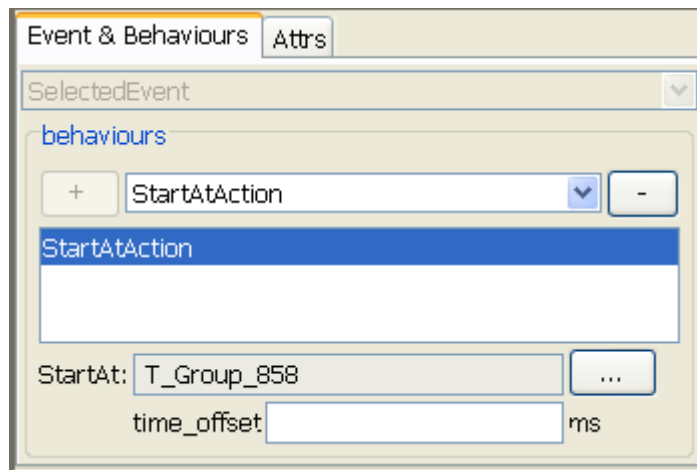 Event & Behaviours Attrs
SelectedEvent
behaviours
+ StartAtAction -
StartAtAction
StartAt: T_Group_858 ...
time_offset ms